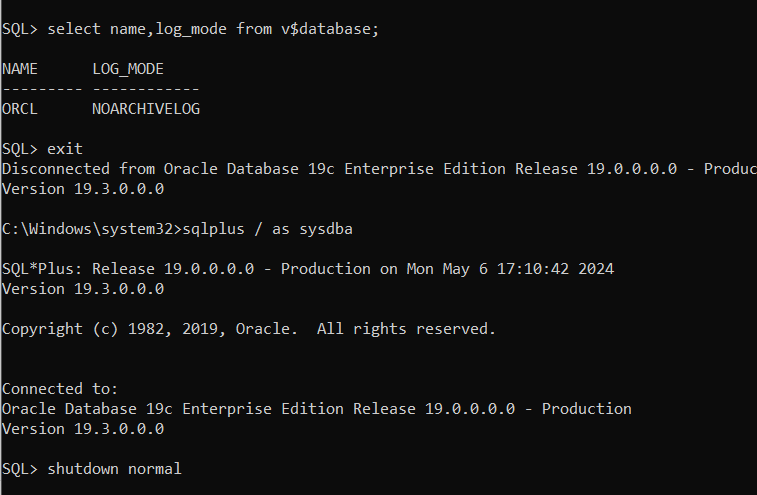 SQL> select name,log_mode from v$database;
NAME      LOG_MODE
--------- ------------
ORCL      NOARCHIVELOG
SQL> exit
Disconnected from Oracle Database 19c Enterprise Edition Release 19.0.0.0.0 - Produc
Version 19.3.0.0.0
C:\Windows\system32>sqlplus / as sysdba
SQL*Plus: Release 19.0.0.0.0 - Production on Mon May 6 17:10:42 2024
Version 19.3.0.0.0
Copyright (c) 1982, 2019, Oracle.  All rights reserved.
Connected to:
Oracle Database 19c Enterprise Edition Release 19.0.0.0.0 - Production
Version 19.3.0.0.0
SQL> shutdown normal